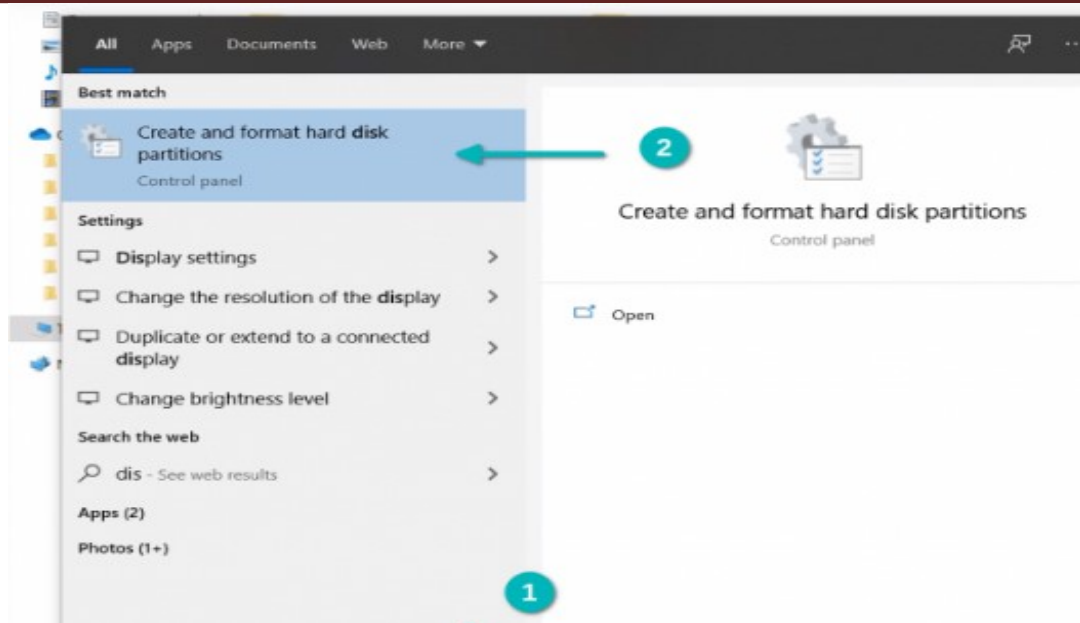 All Apps Documents Web More
Best match
Create and format hard disk
partitions
Control panel
2
Settings
Display settings
Change the resolution of the display
Duplicate or extend to a connected
display
Change brightness level
Search the web
dis - See web results
Apps (2)
Photos (1+)
1
Create and format hard disk partitions
Control panel
Open